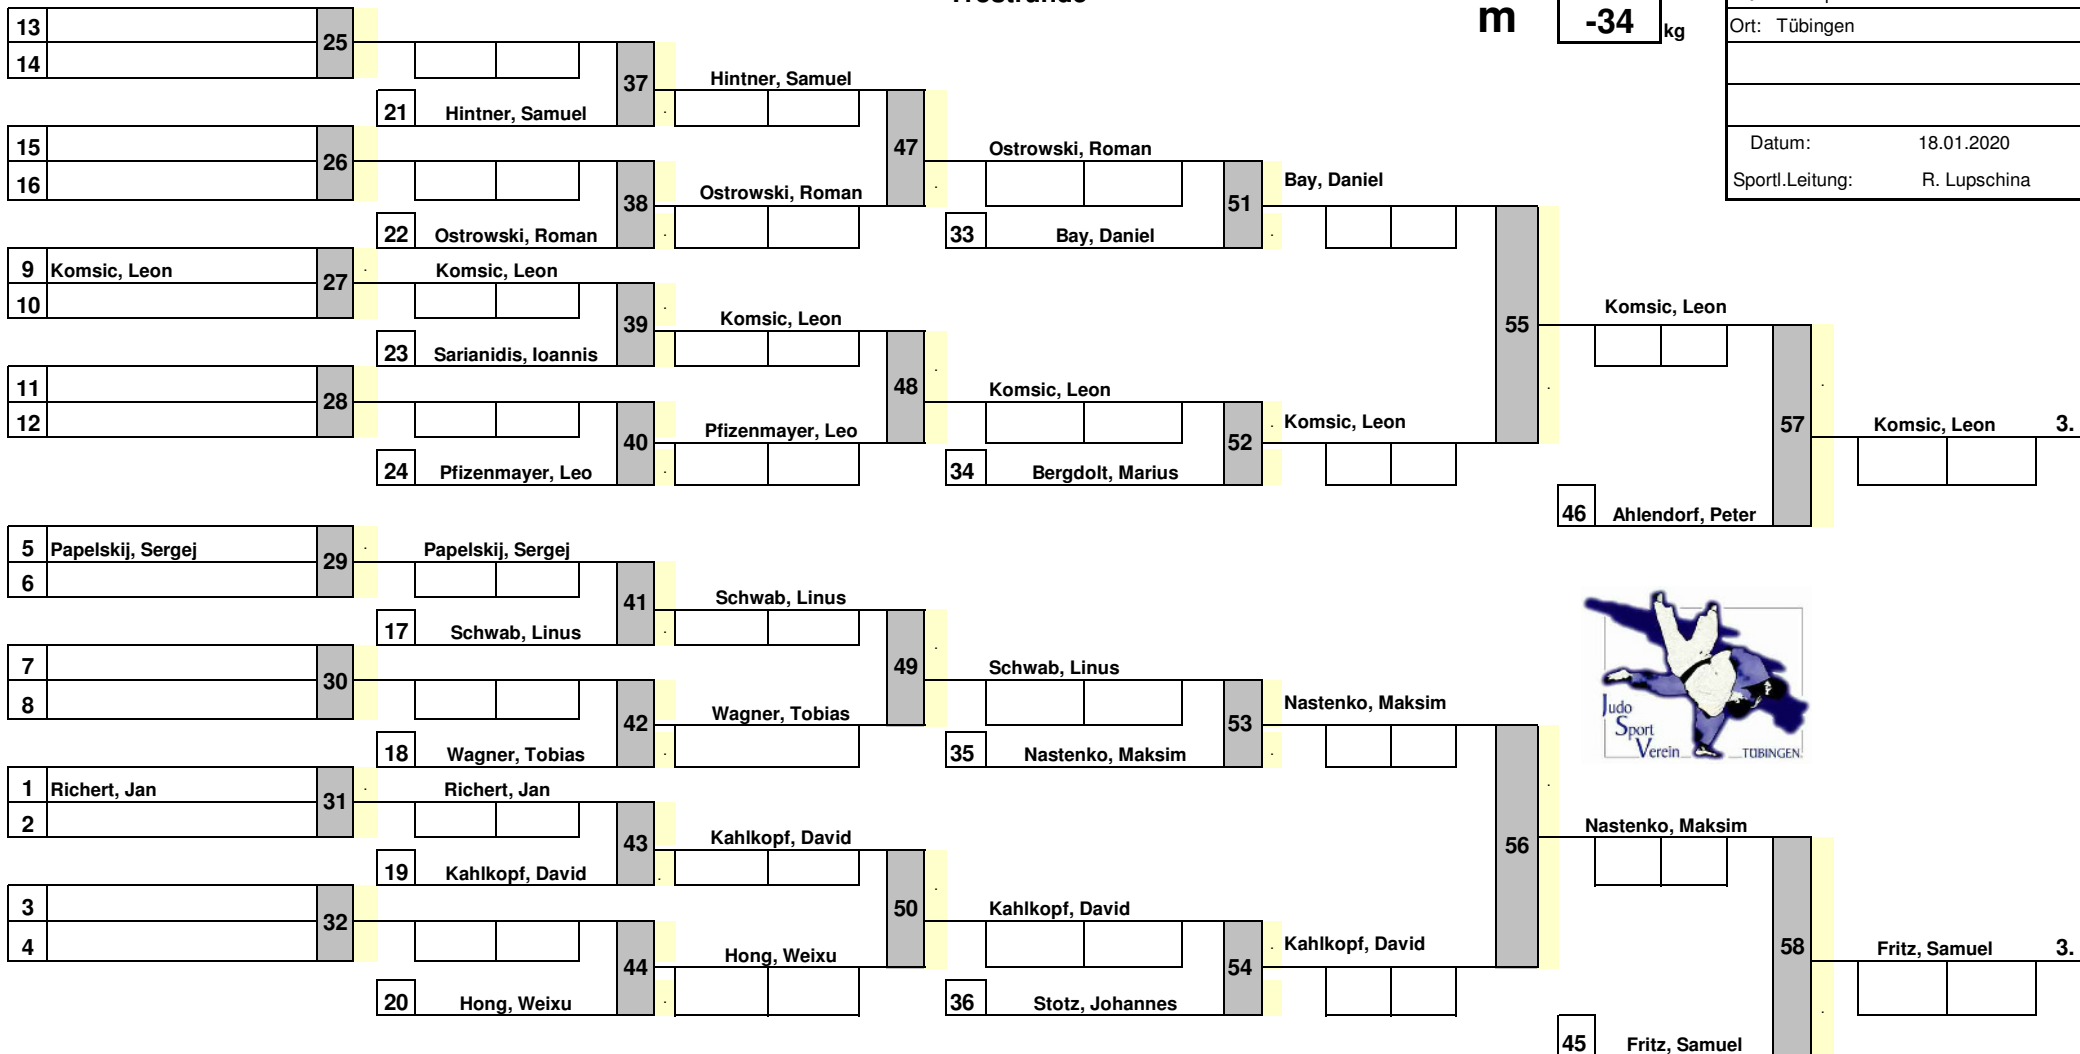 m
-34
kg
Ort: Tübingen
Datum: 18.01.2020
Sportl.Leitung: R. Lupschina
13
14
25
37
Hintner, Samuel
21 Hintner, Samuel
15
16
26
47
Ostrowski, Roman
38
Ostrowski, Roman
22 Ostrowski, Roman
51
Bay, Daniel
33 Bay, Daniel
9 Komsic, Leon
10
27
Komsic, Leon
39
Komsic, Leon
23 Sarianidis, Ioannis
55
Komsic, Leon
11
12
28
48
Komsic, Leon
40
Pfizenmayer, Leo
24 Pfizenmayer, Leo
52
Komsic, Leon
34 Bergdolt, Marius
57
Komsic, Leon 3.
46 Ahlendorf, Peter
5 Papelskij, Sergej
6
29
Papelskij, Sergej
41
Schwab, Linus
17 Schwab, Linus
7
8
30
49
Schwab, Linus
42
Wagner, Tobias
18 Wagner, Tobias
53
Nastenko, Maksim
35 Nastenko, Maksim
Judo
Sport
Verein TÜBINGEN
1 Richert, Jan
2
31
Richert, Jan
43
Kahlkopf, David
19 Kahlkopf, David
56
Nastenko, Maksim
3
4
32
50
Kahlkopf, David
44
Hong, Weixu
20 Hong, Weixu
54
Kahlkopf, David
36 Stotz, Johannes
58
Fritz, Samuel 3.
45 Fritz, Samuel